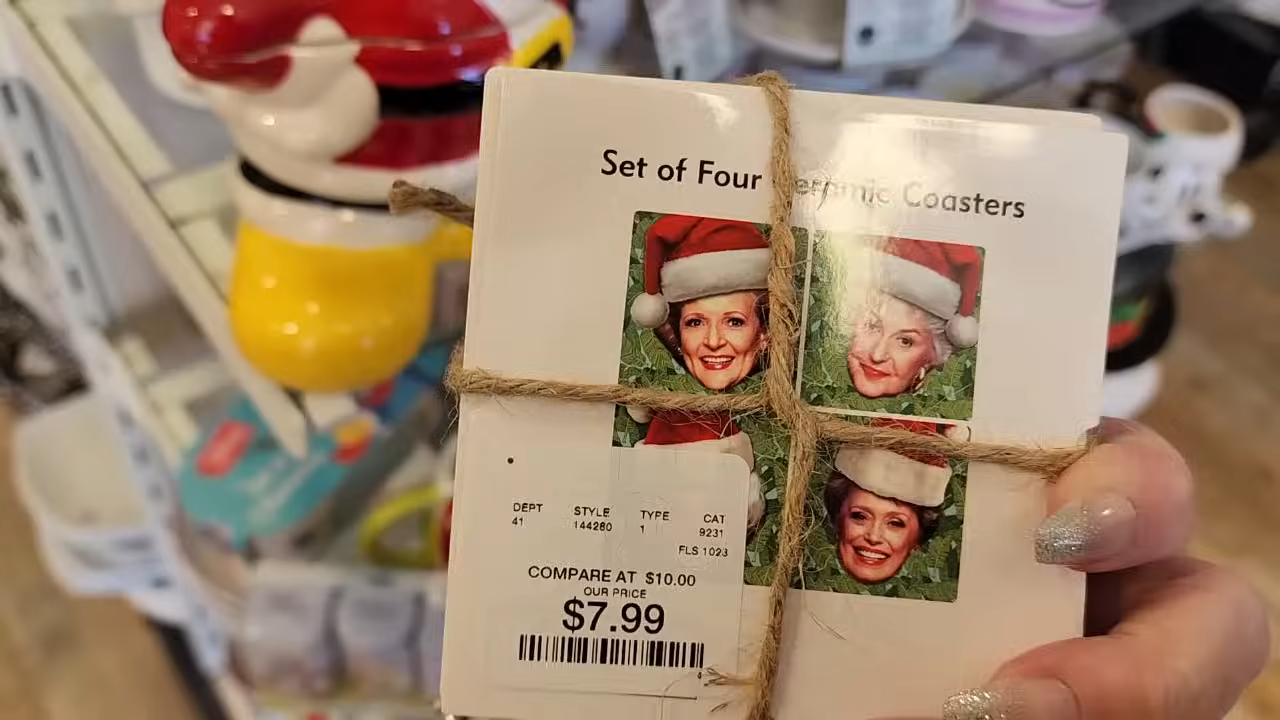 Set of Four Ceramic Coasters
DEPT STYLE TYPE CAT
41 144280 1 9231
FLS 1023
COMPARE AT $10.00
OUR PRICE
$7.99